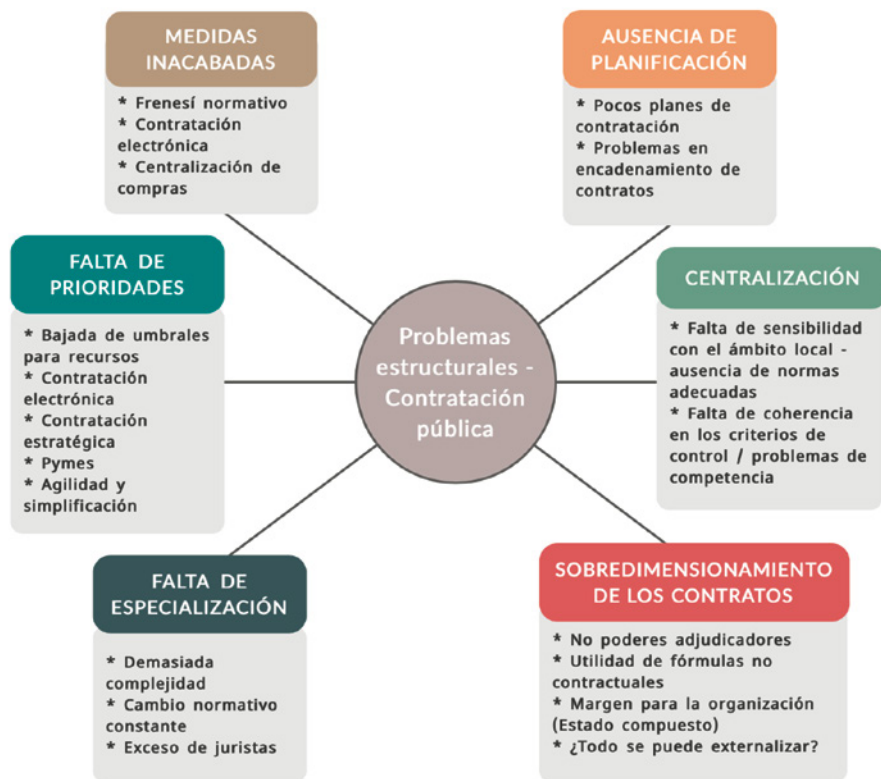 MEDIDAS
INACABADAS
* Frenesí normativo
* Contratación
electrónica
* Centralización de
compras
AUSENCIA DE
PLANIFICACIÓN
* Pocos planes de
contratación
* Problemas en
encadenamiento de
contratos
FALTA DE
PRIORIDADES
* Bajada de umbrales
para recursos
* Contratación
electrónica
* Contratación
estratégica
* Pymes
* Agilidad y
simplificación
Problemas
estructurales -
Contratación
pública
CENTRALIZACIÓN
* Falta de sensibilidad
con el ámbito local -
ausencia de normas
adecuadas
* Falta de coherencia
en los criterios de
control / problemas de
competencia
FALTA DE
ESPECIALIZACIÓN
* Demasiada
complejidad
* Cambio normativo
constante
* Exceso de juristas
SOBREDIMENSIONAMIENTO
DE LOS CONTRATOS
* No poderes adjudicadores
* Utilidad de fórmulas no
contractuales
* Margen para la organización
(Estado compuesto)
* ¿Todo se puede externalizar?